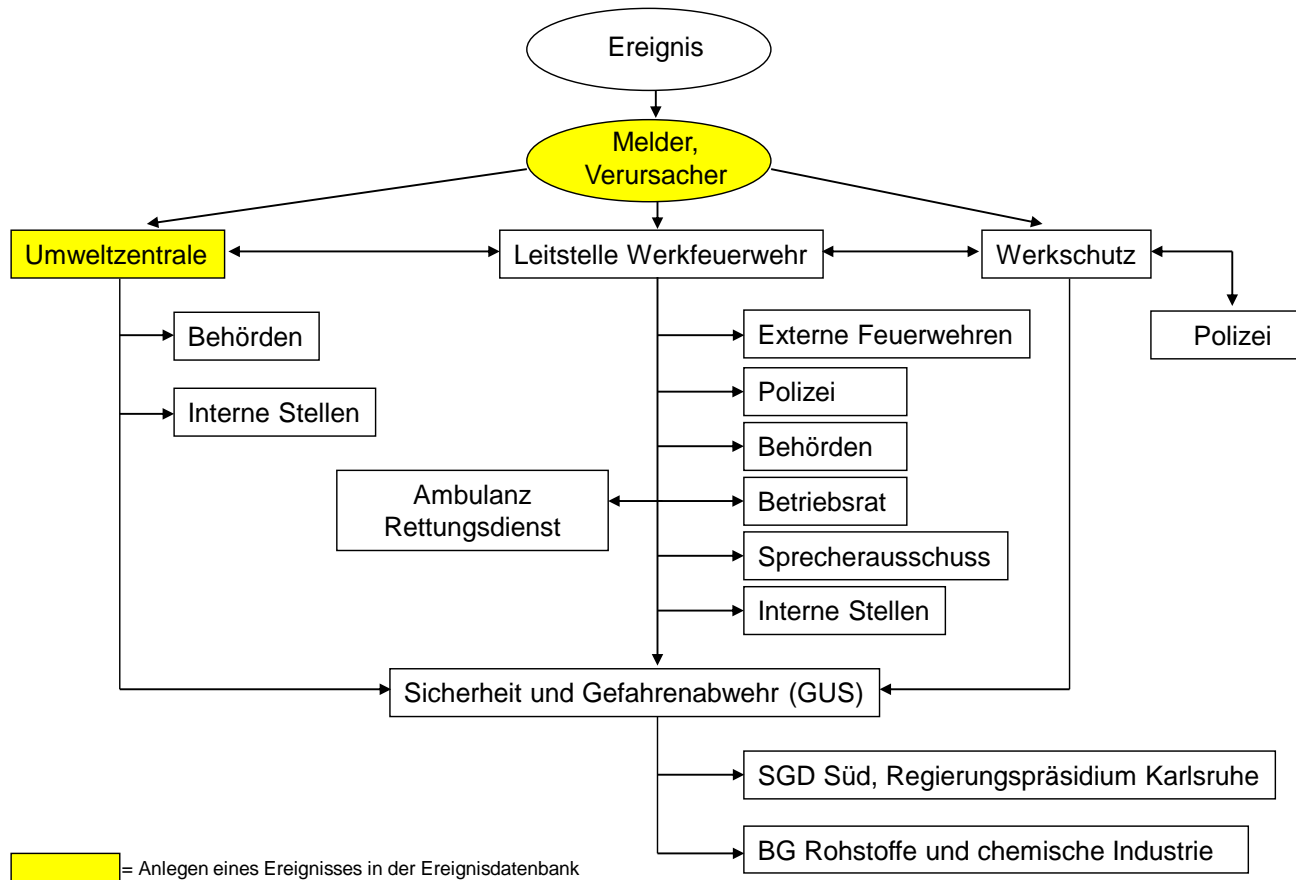 Ereignis
Melder,
Verursacher
Umweltzentrale
Leitstelle Werkfeuerwehr
Werkschutz
Behörden
Externe Feuerwehren
Polizei
Interne Stellen
Polizei
Behörden
Ambulanz
Rettungsdienst
Betriebsrat
Sprecherausschuss
Interne Stellen
Sicherheit und Gefahrenabwehr (GUS)
SGD Süd, Regierungspräsidium Karlsruhe
BG Rohstoffe und chemische Industrie
= Anlegen eines Ereignisses in der Ereignisdatenbank